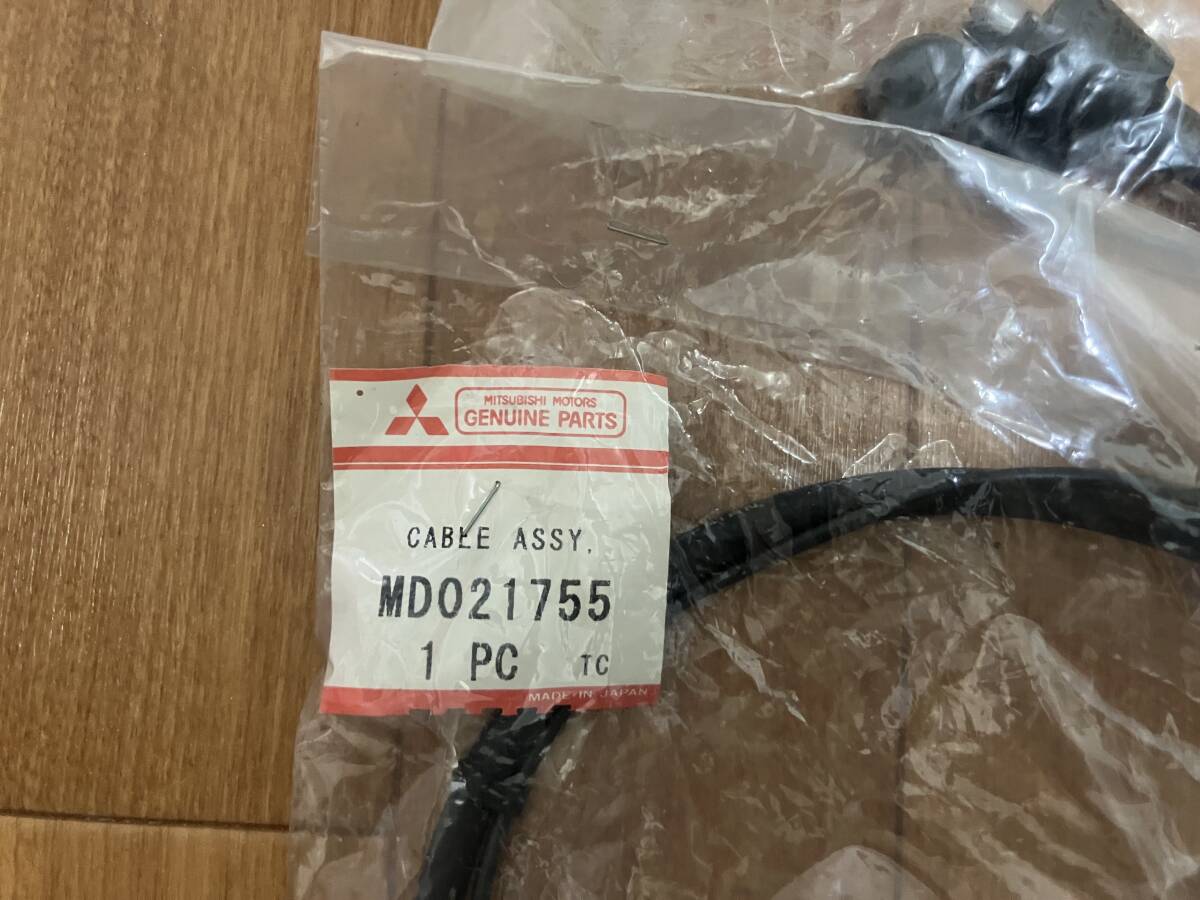 MITSUBISHI MOTORS
GENUINE PARTS
CABLE ASSY.
MD021755
1 PC TC
MADE IN JAPAN